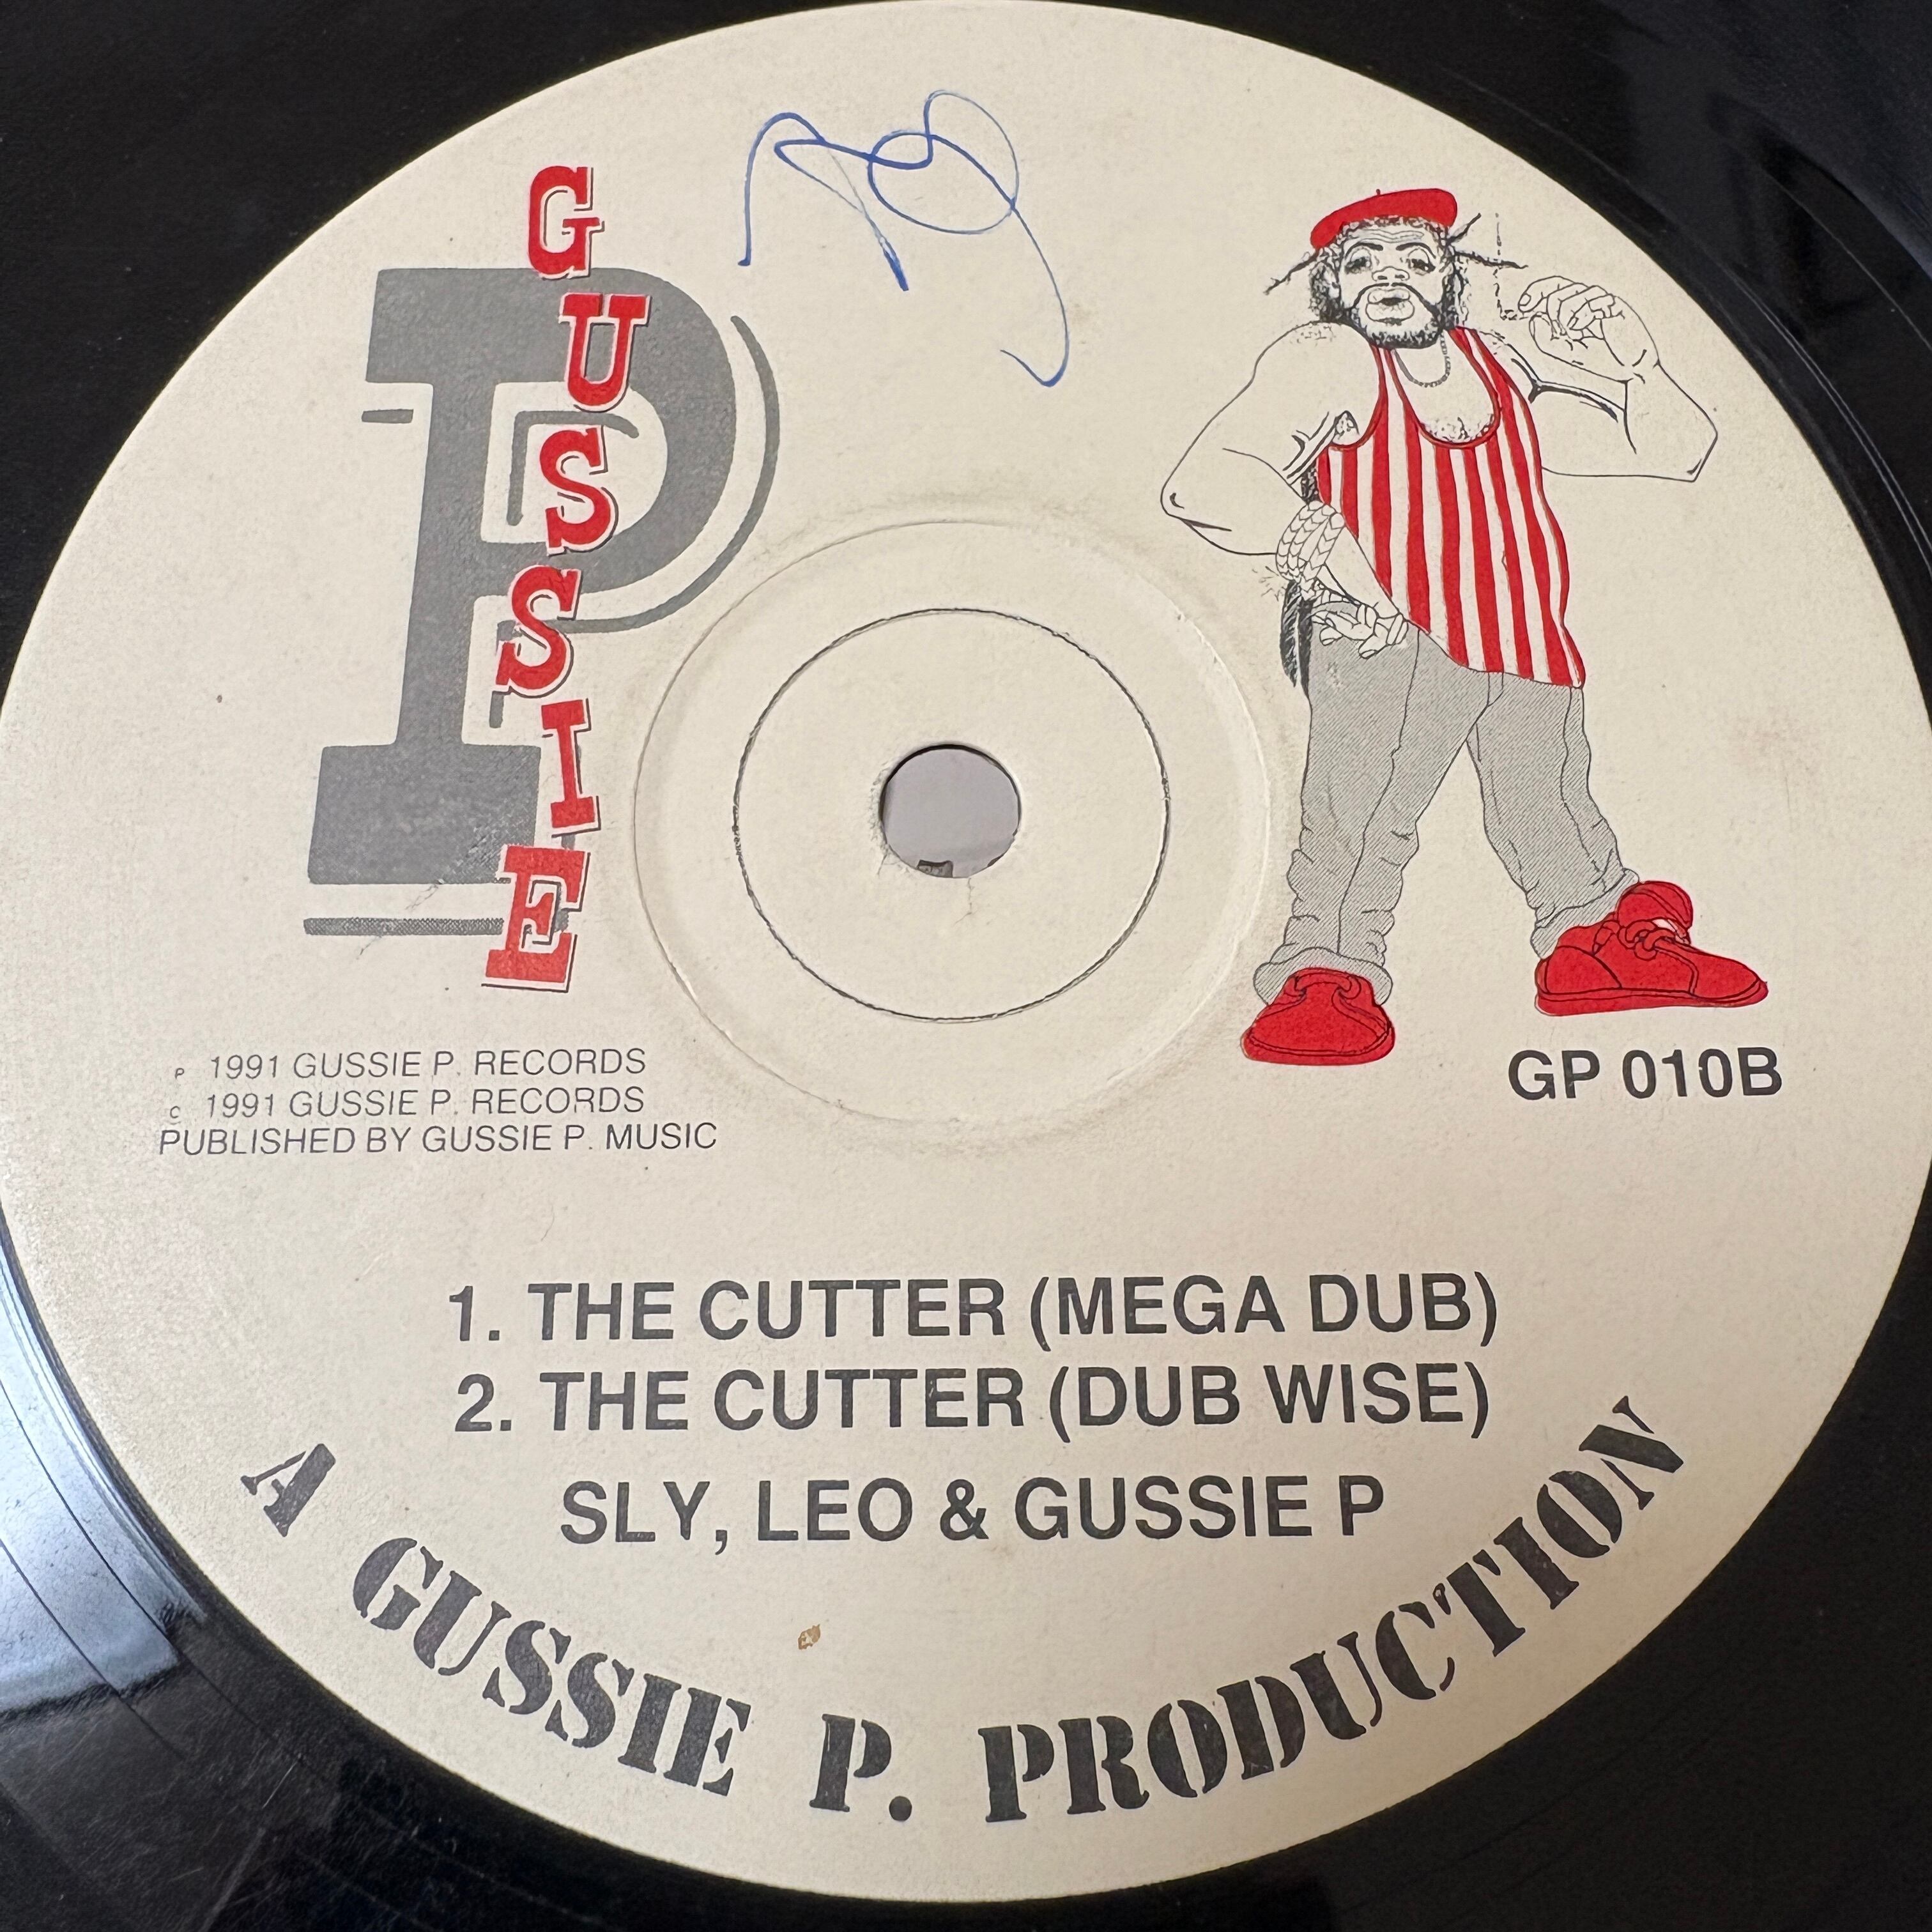 GUSSIE
P
P 1991 GUSSIE P. RECORDS
C 1991 GUSSIE P. RECORDS
PUBLISHED BY GUSSIE P. MUSIC
GP 010B
1. THE CUTTER (MEGA DUB)
2. THE CUTTER (DUB WISE)
SLY, LEO & GUSSIE P
A GUSSIE P. PRODUCTION